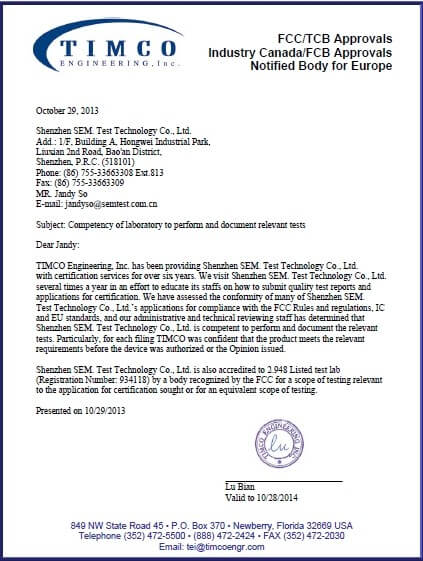 TIMCO
ENGINEERING, Inc.
FCC/TCB Approvals
Industry Canada/FCB Approvals
Notified Body for Europe
October 29, 2013
Shenzhen SEM. Test Technology Co., Ltd.
Add.: 1/F, Building A, Hongwei Industrial Park,
Liuxian 2nd Road, Bao'an District,
Shenzhen, P.R.C. (518101)
Phone: (86) 755-33663308 Ext.813
Fax: (86) 755-33663309
MR. Jandy So
E-mail: jandyso@semtest.com.cn
Subject: Competency of laboratory to perform and document relevant tests
Dear Jandy:
TIMCO Engineering, Inc. has been providing Shenzhen SEM. Test Technology Co., Ltd.
with certification services for over six years. We visit Shenzhen SEM. Test Technology Co., Ltd.
several times a year in an effort to educate its staffs on how to submit quality test reports and
applications for certification. We have assessed the conformity of many of Shenzhen SEM.
Test Technology Co., Ltd.'s applications for compliance with the FCC Rules and regulations, IC
and EU standards, and our administrative and technical reviewing staff has determined that
Shenzhen SEM. Test Technology Co., Ltd. is competent to perform and document the relevant
tests. Particularly, for each filing TIMCO was confident that the product meets the relevant
requirements before the device was authorized or the Opinion issued.
Shenzhen SEM. Test Technology Co., Ltd. is also accredited to 2.948 Listed test lab
(Registration Number: 934118) by a body recognized by the FCC for a scope of testing relevant
to the application for certification sought or for an equivalent scope of testing.
Presented on 10/29/2013
TIMCO ENGINEERING INC.
Lu
Lu Bian
Valid to 10/28/2014
849 NW State Road 45 • P.O. Box 370 • Newberry, Florida 32669 USA
Telephone (352) 472-5500 • (888) 472-2424 • FAX (352) 472-2030
Email: tei@timcoengr.com